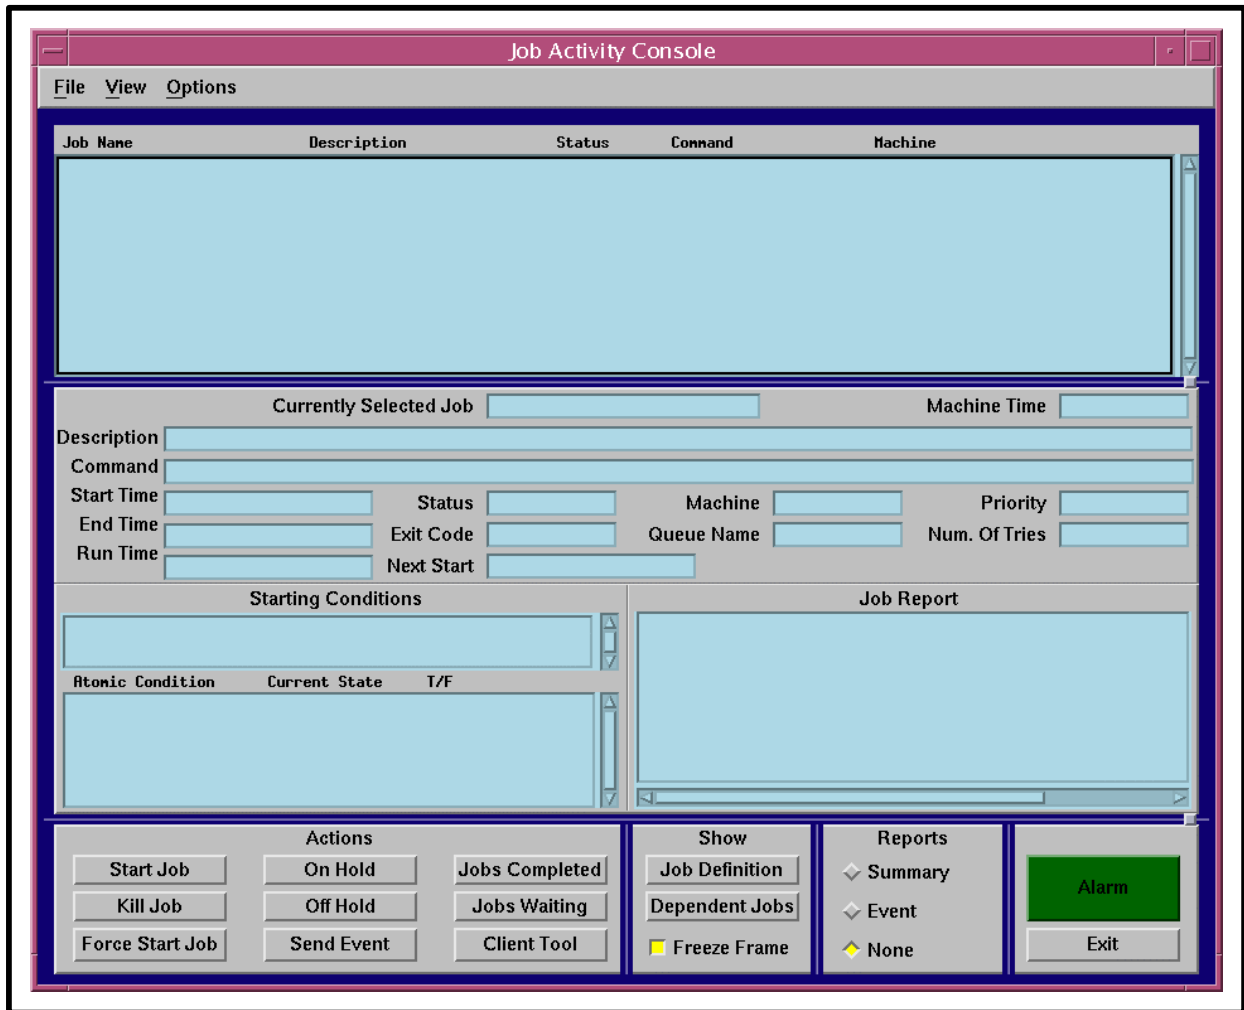 Job Activity Console
File View Options
Job Name Description Status Command Machine
Currently Selected Job Machine Time
Description
Command
Start Time Status Machine Priority
End Time Exit Code Queue Name Num. Of Tries
Run Time Next Start
Starting Conditions Job Report
Atomic Condition Current State T/F
Actions Show Reports
Start Job On Hold Jobs Completed Job Definition Summary Alarm
Kill Job Off Hold Jobs Waiting Dependent Jobs Event
Force Start Job Send Event Client Tool Freeze Frame None Exit